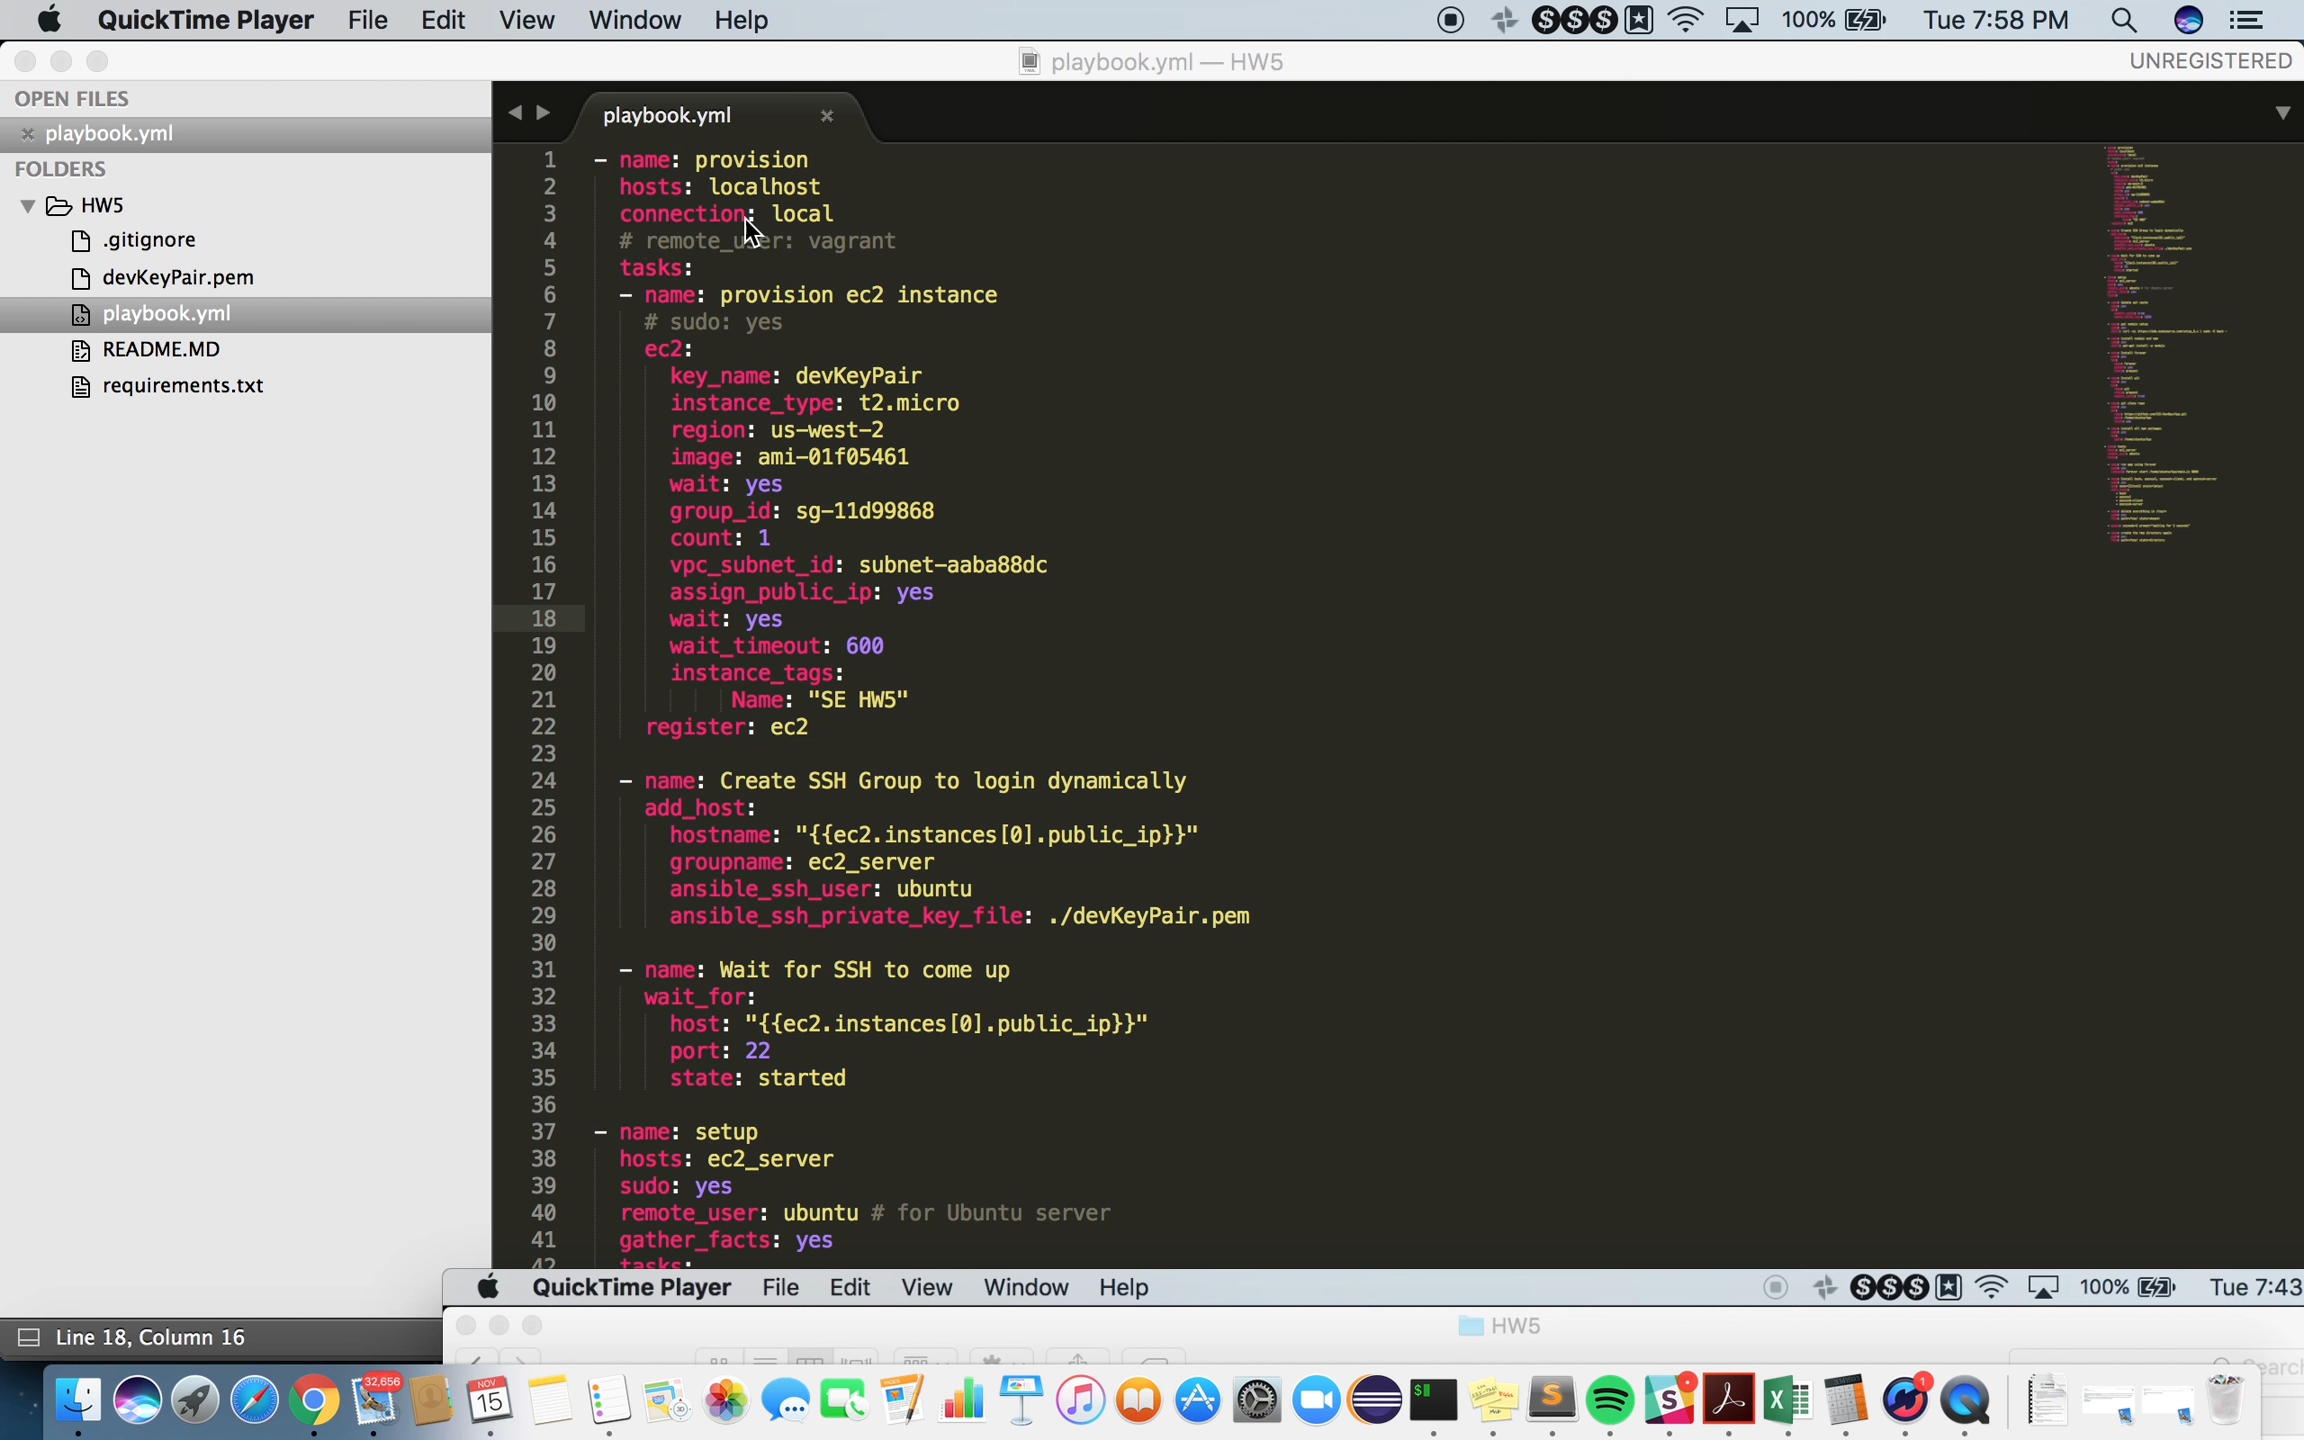 QuickTime Player File Edit View Window Help 100% Tue 7:58 PM
playbook.yml — HW5 UNREGISTERED
OPEN FILES
playbook.yml
FOLDERS
HW5
.gitignore
devKeyPair.pem
playbook.yml
README.MD
requirements.txt
playbook.yml
1 - name: provision
2 hosts: localhost
3 connection: local
4 # remote_user: vagrant
5 tasks:
6 - name: provision ec2 instance
7 # sudo: yes
8 ec2:
9 key_name: devKeyPair
10 instance_type: t2.micro
11 region: us-west-2
12 image: ami-01f05461
13 wait: yes
14 group_id: sg-11d99868
15 count: 1
16 vpc_subnet_id: subnet-aaba88dc
17 assign_public_ip: yes
18 wait: yes
19 wait_timeout: 600
20 instance_tags:
21 Name: "SE HW5"
22 register: ec2
23
24 - name: Create SSH Group to login dynamically
25 add_host:
26 hostname: "{{ec2.instances[0].public_ip}}"
27 groupname: ec2_server
28 ansible_ssh_user: ubuntu
29 ansible_ssh_private_key_file: ./devKeyPair.pem
30
31 - name: Wait for SSH to come up
32 wait_for:
33 host: "{{ec2.instances[0].public_ip}}"
34 port: 22
35 state: started
36
37 - name: setup
38 hosts: ec2_server
39 sudo: yes
40 remote_user: ubuntu # for Ubuntu server
41 gather_facts: yes
42 tasks:
QuickTime Player File Edit View Window Help 100% Tue 7:43
HW5
Line 18, Column 16
Search
32,656
NOV
15
1